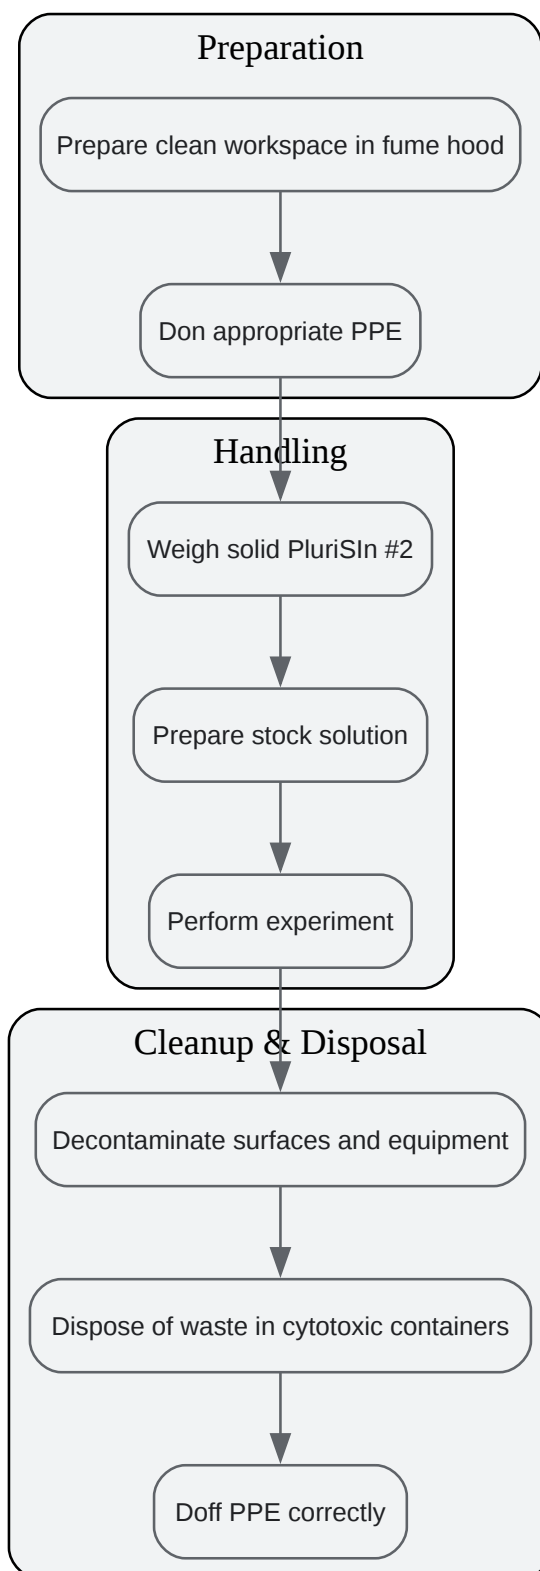 Preparation
Prepare clean workspace in fume hood
Don appropriate PPE
Handling
Weigh solid PluriSIn #2
Prepare stock solution
Perform experiment
Cleanup & Disposal
Decontaminate surfaces and equipment
Dispose of waste in cytotoxic containers
Doff PPE correctly